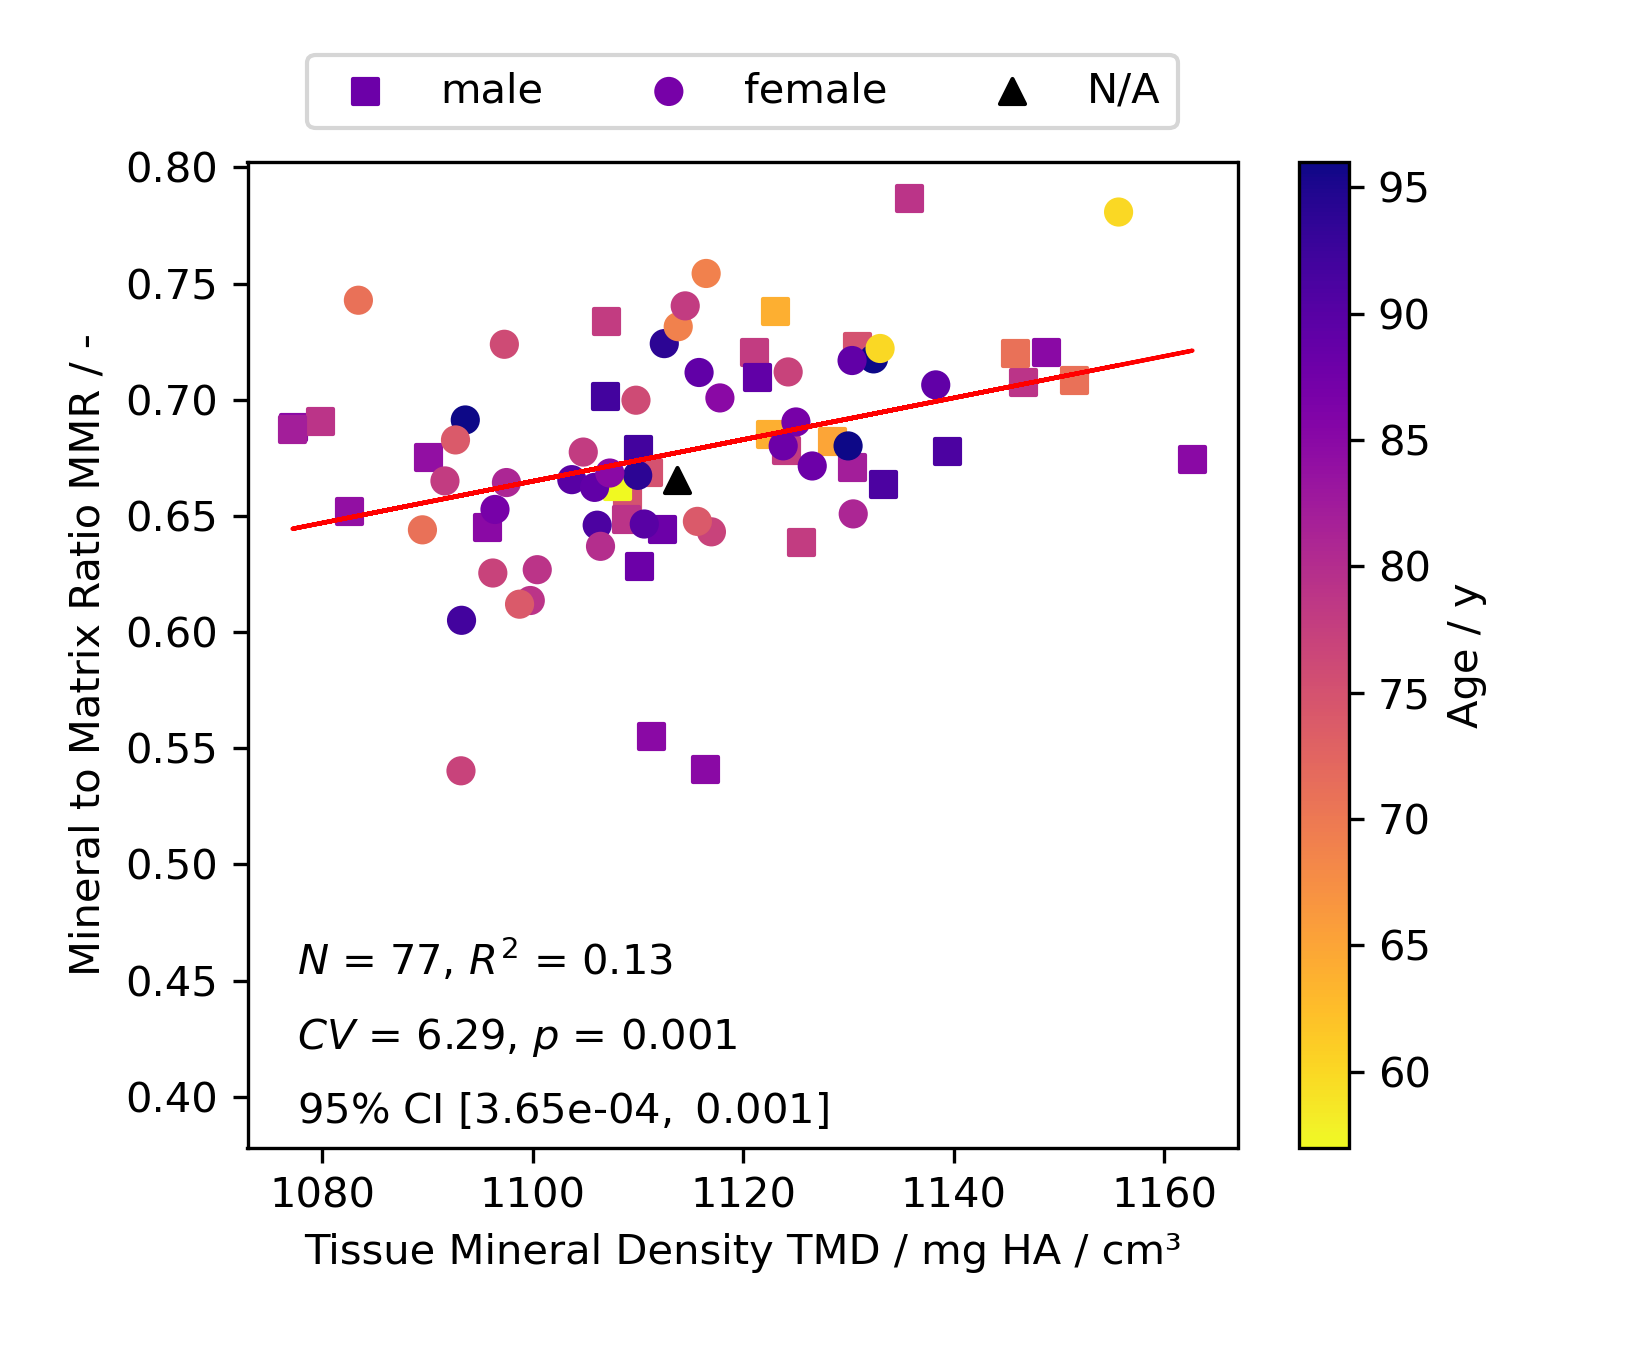 male female N/A
0.80
0.75
0.70
0.65
0.60
0.55
0.50
0.45
0.40
Mineral to Matrix Ratio MMR / -
N = 77, R² = 0.13
CV = 6.29, p = 0.001
95% CI [3.65e-04, 0.001]
1080 1100 1120 1140 1160
Tissue Mineral Density TMD / mg HA / cm³
95
90
85
80
75
70
65
60
Age / y